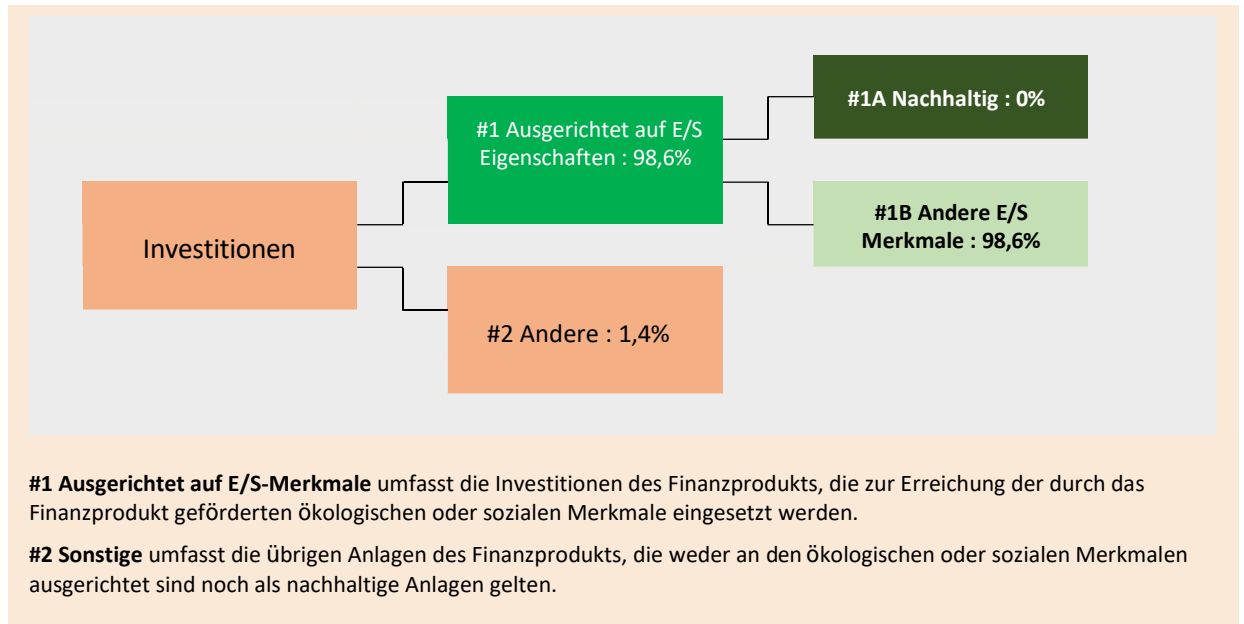 #1A Nachhaltig : 0%
#1 Ausgerichtet auf E/S
Eigenschaften : 98,6%
#1B Andere E/S
Merkmale : 98,6%
Investitionen
#2 Andere : 1,4%
#1 Ausgerichtet auf E/S-Merkmale umfasst die Investitionen des Finanzprodukts, die zur Erreichung der durch das
Finanzprodukt geförderten ökologischen oder sozialen Merkmale eingesetzt werden.
#2 Sonstige umfasst die übrigen Anlagen des Finanzprodukts, die weder an den ökologischen oder sozialen Merkmalen
ausgerichtet sind noch als nachhaltige Anlagen gelten.